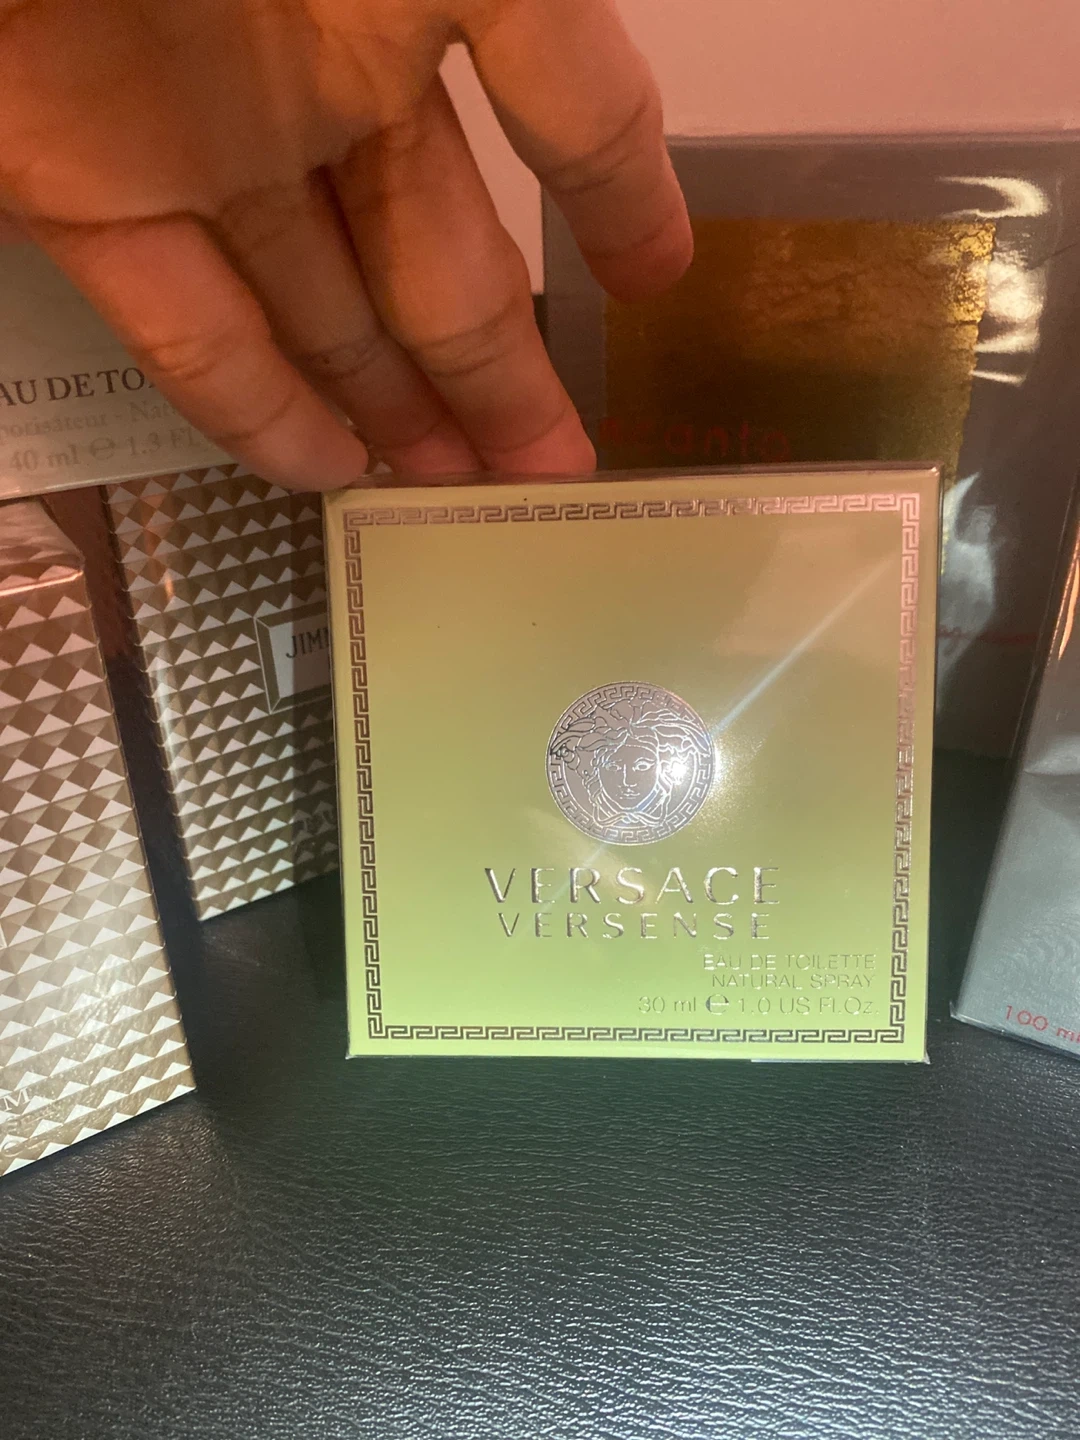 AU DE TO
40 ml ℮ 1.3 FL
JIM
VERSACE
VERSENSE
EAU DE TOILETTE
NATURAL SPRAY
30 ml ℮ 1.0 US Fl.Oz.
100 m